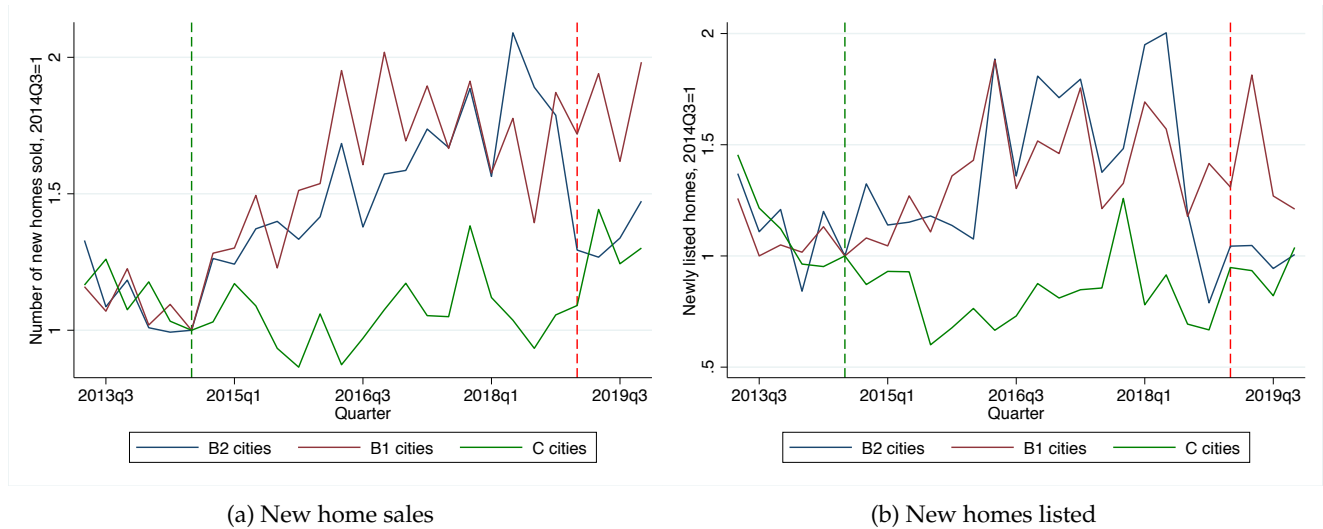 Number of new homes sold, 2014Q3=1
2
1.5
1
2013q3 2015q1 2016q3 2018q1 2019q3
Quarter
B2 cities B1 cities C cities
(a) New home sales
Newly listed homes, 2014Q3=1
2
1.5
1
.5
2013q3 2015q1 2016q3 2018q1 2019q3
Quarter
B2 cities B1 cities C cities
(b) New homes listed